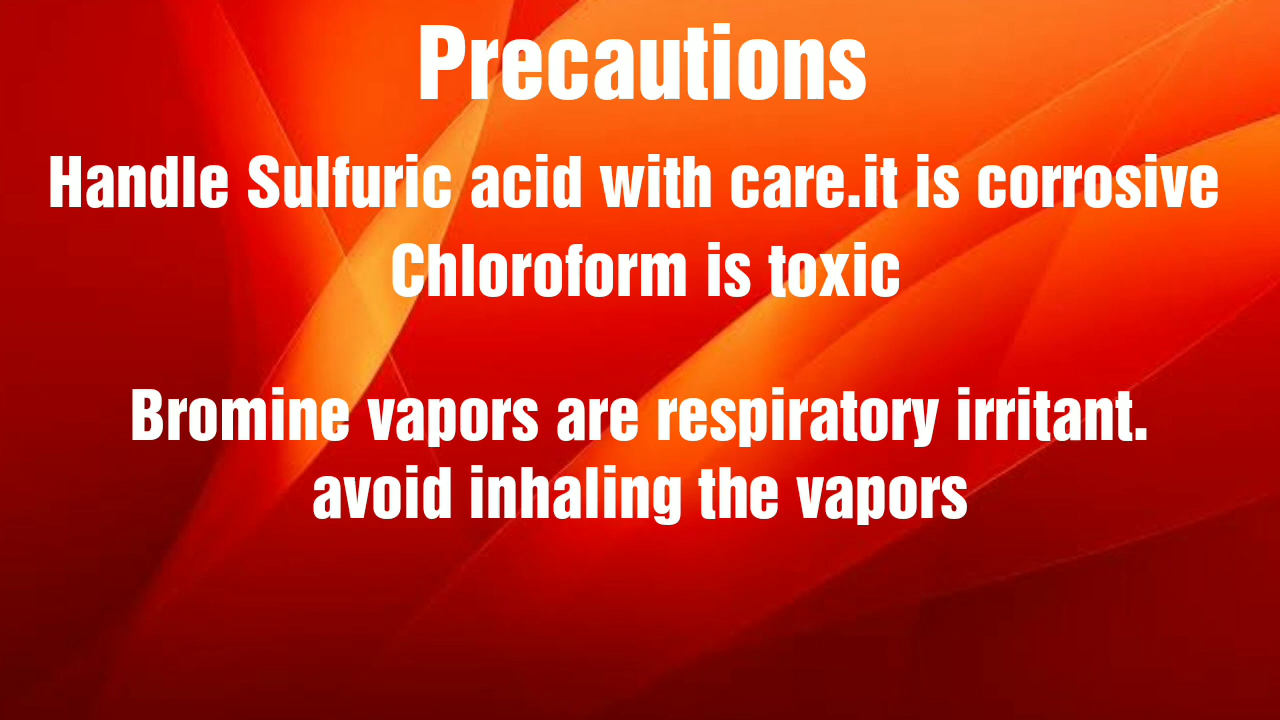 Precautions
Handle Sulfuric acid with care.it is corrosive
Chloroform is toxic
Bromine vapors are respiratory irritant.
avoid inhaling the vapors